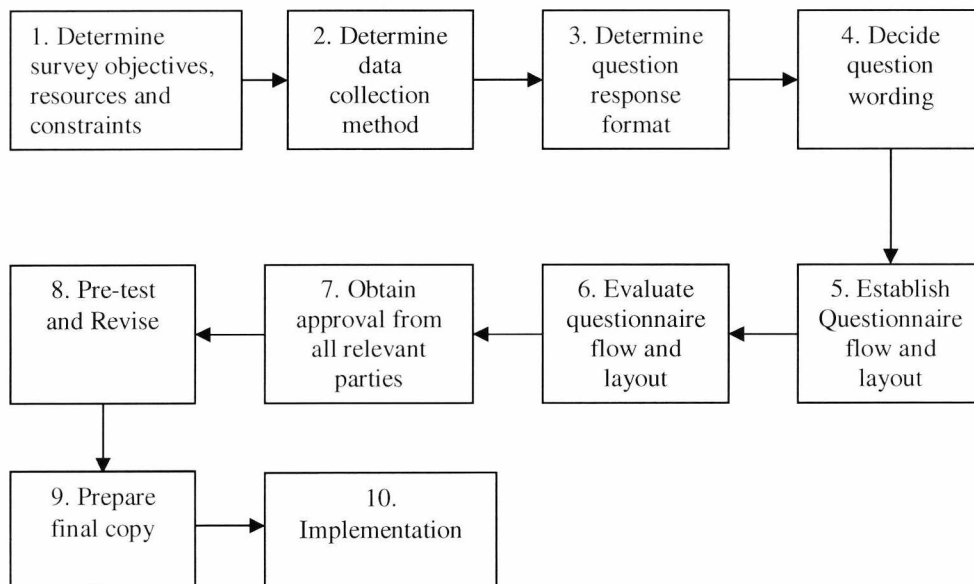 1. Determine
survey objectives,
resources and
constraints
2. Determine
data
collection
method
3. Determine
question
response
format
4. Decide
question
wording
5. Establish
Questionnaire
flow and
layout
6. Evaluate
questionnaire
flow and
layout
7. Obtain
approval from
all relevant
parties
8. Pre-test
and Revise
9. Prepare
final copy
10.
Implementation